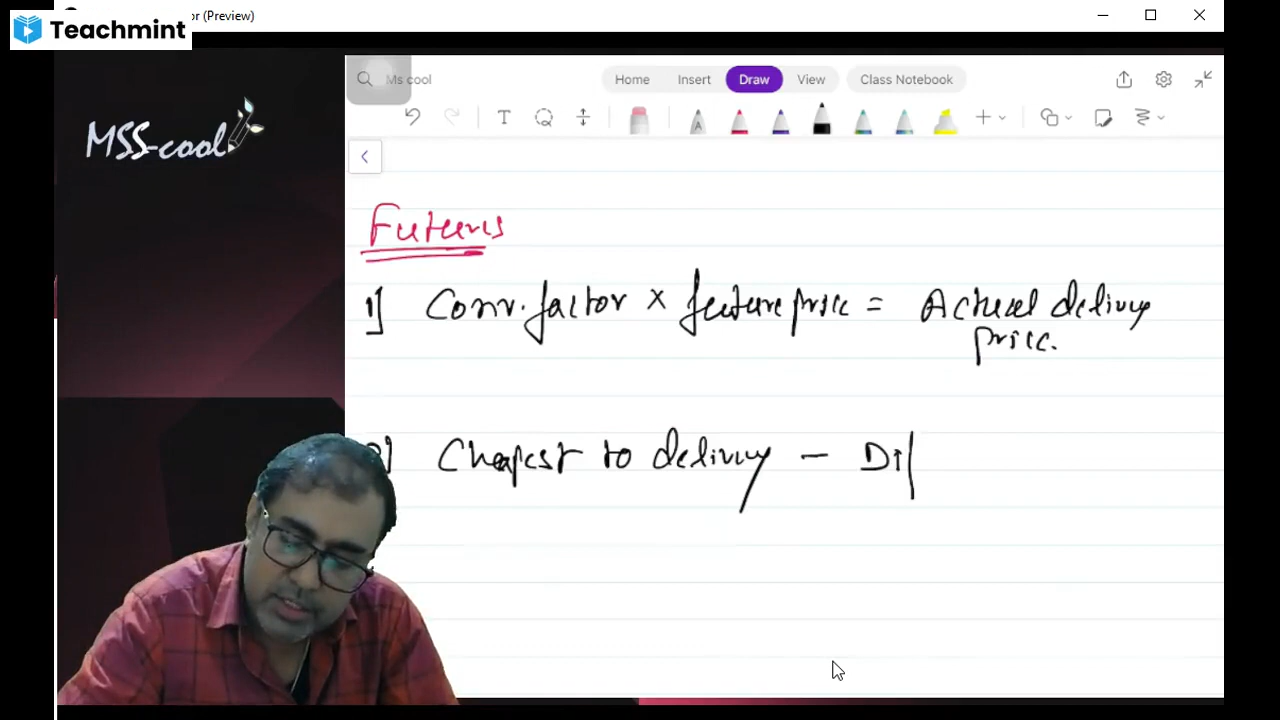 Teachmint
or (Preview)
MSS-cool
Ms cool
Home
Insert
Draw
View
Class Notebook
Futures
1] Conv. factor × future price = Actual delivery
price.
Cheapest to delivery – Dif